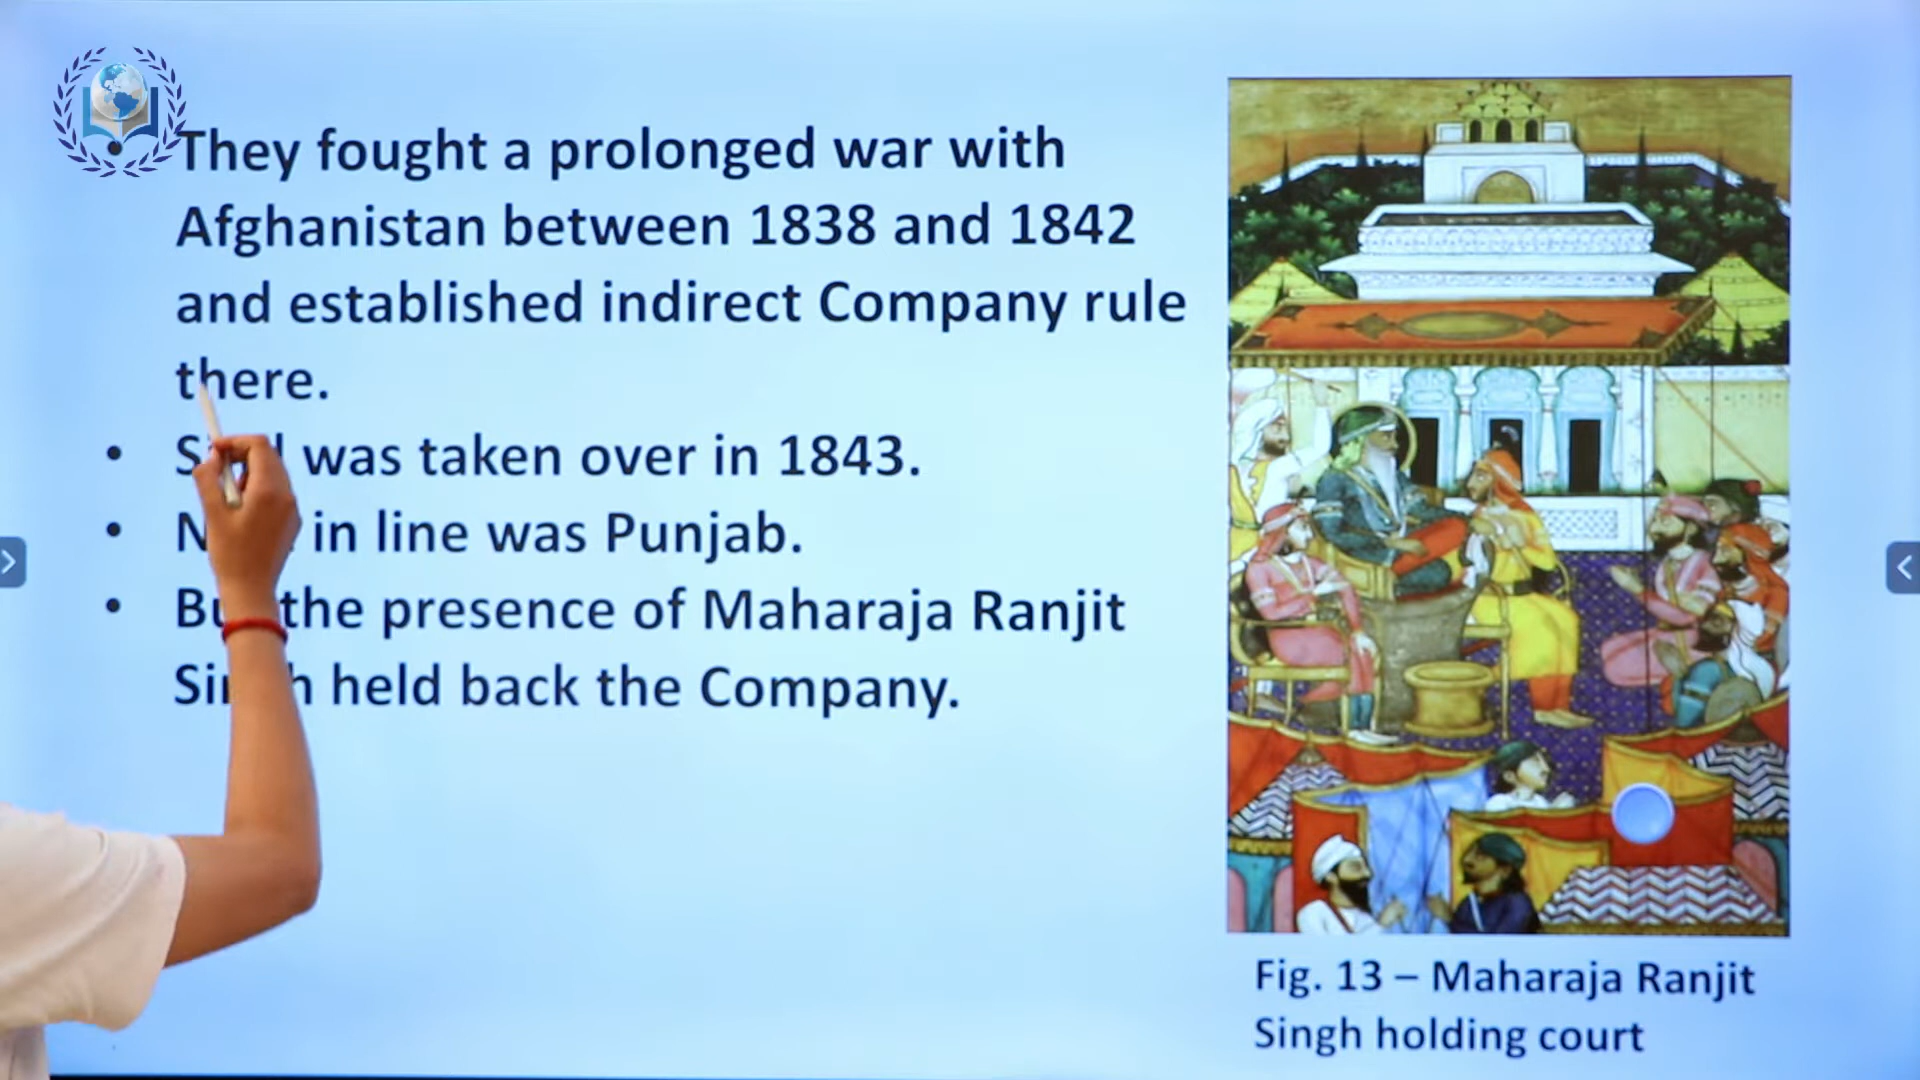 They fought a prolonged war with
Afghanistan between 1838 and 1842
and established indirect Company rule
there.
• was taken over in 1843.
• in line was Punjab.
• the presence of Maharaja Ranjit
held back the Company.
Fig. 13 – Maharaja Ranjit
Singh holding court